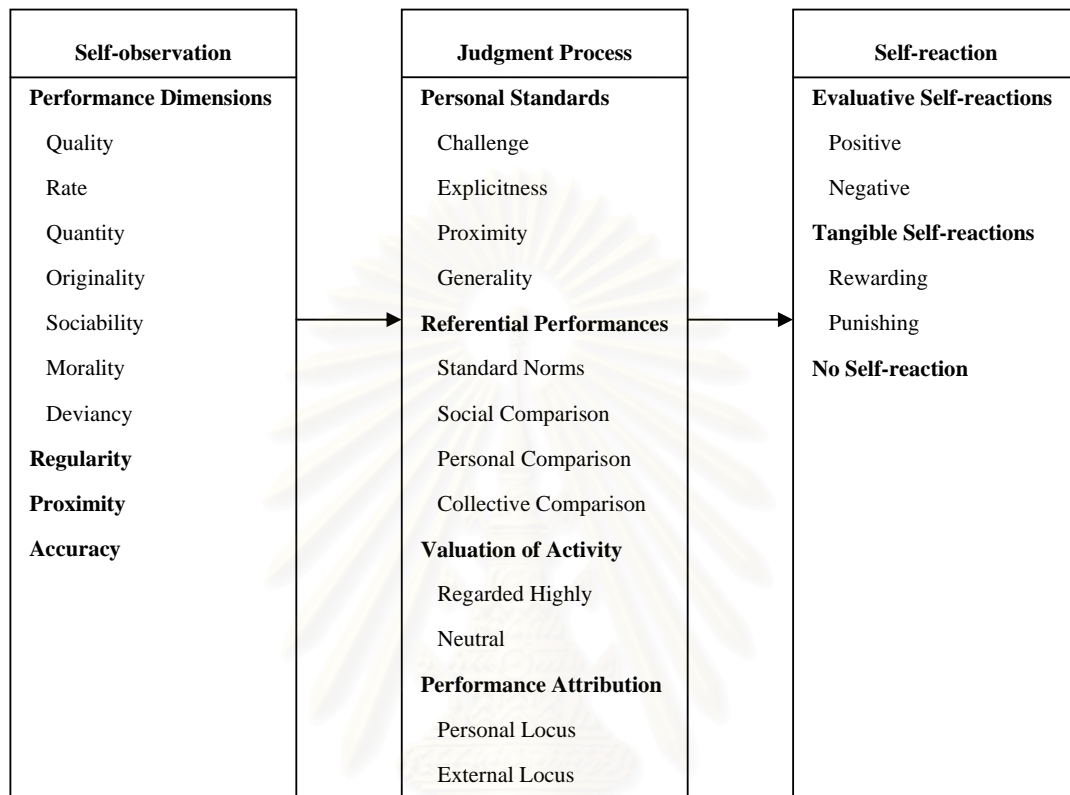 Self-observation
Performance Dimensions
Quality
Rate
Quantity
Originality
Sociability
Morality
Deviancy
Regularity
Proximity
Accuracy
Judgment Process
Personal Standards
Challenge
Explicitness
Proximity
Generality
Referential Performances
Standard Norms
Social Comparison
Personal Comparison
Collective Comparison
Valuation of Activity
Regarded Highly
Neutral
Performance Attribution
Personal Locus
External Locus
Self-reaction
Evaluative Self-reactions
Positive
Negative
Tangible Self-reactions
Rewarding
Punishing
No Self-reaction